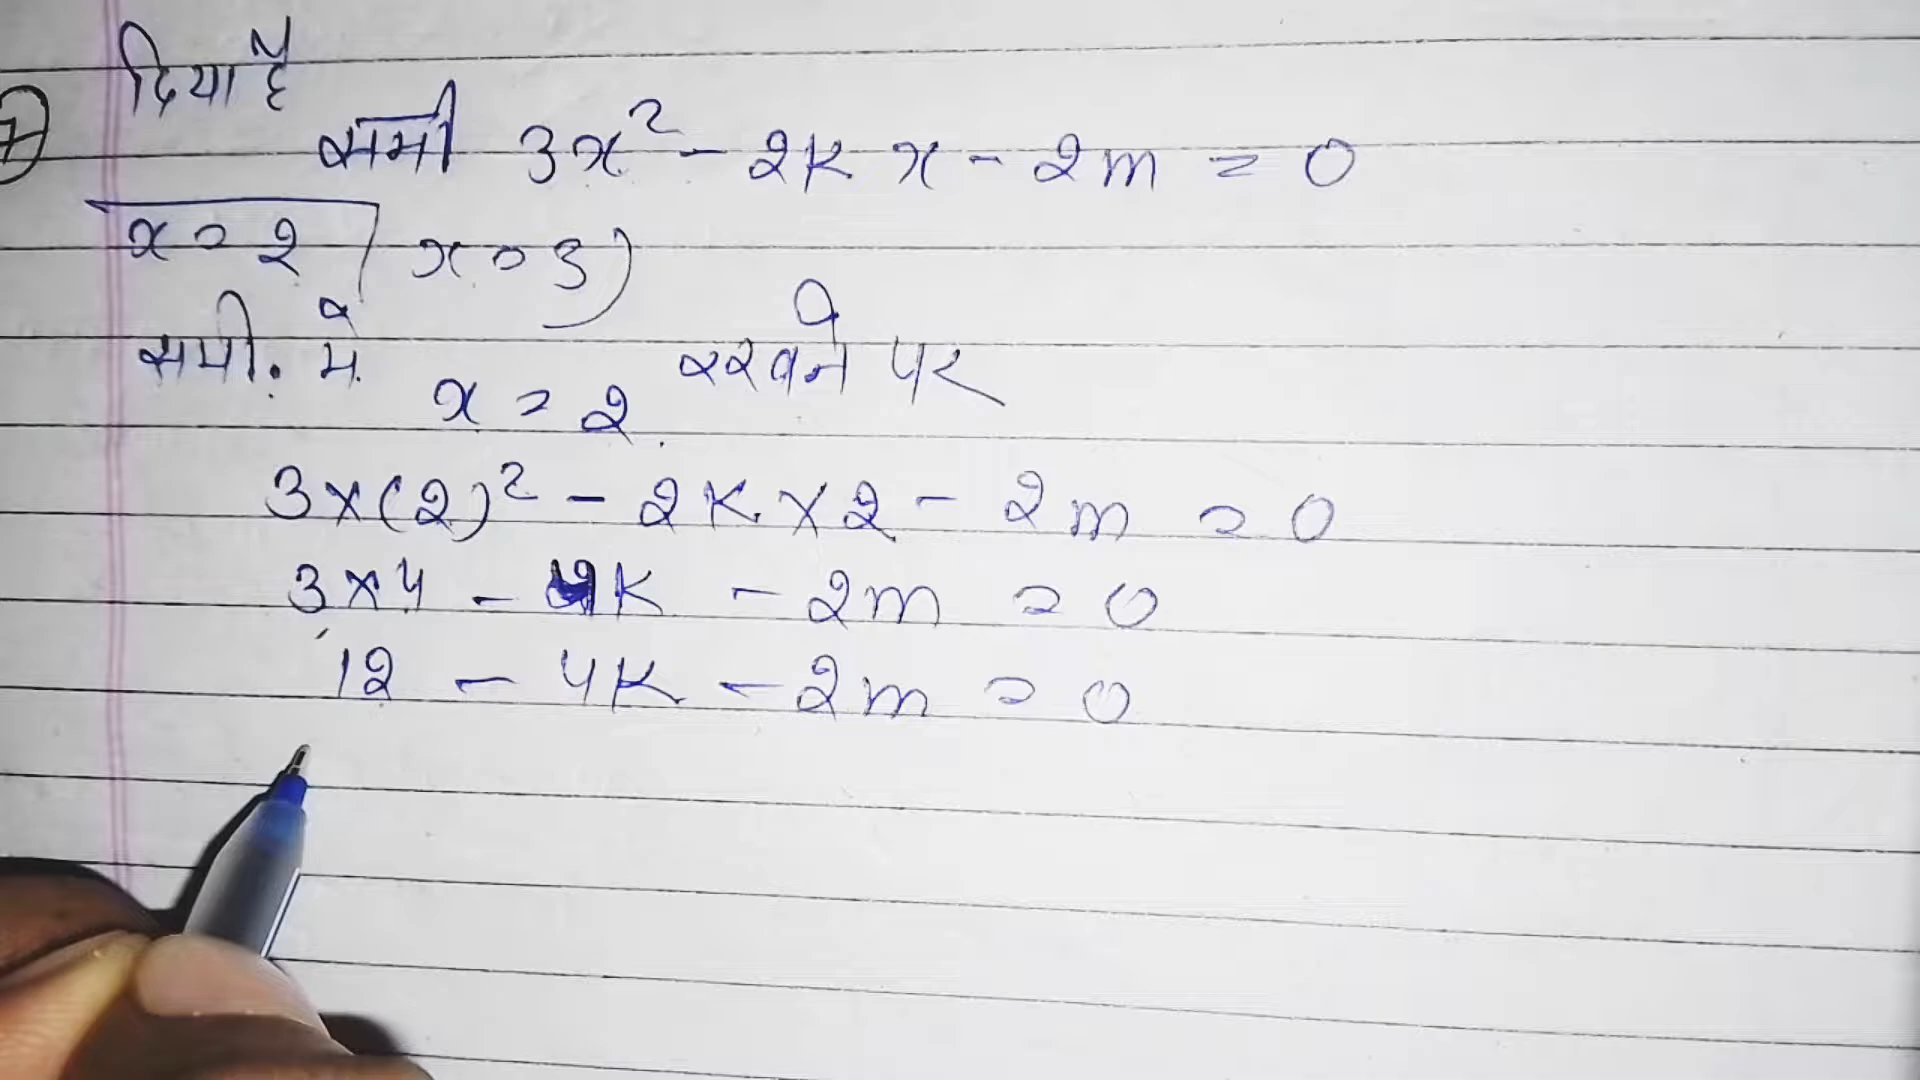 दिया है
7 समी 3x² - 2K x - 2m = 0
x = 2 x = 3
समी. में x = 2 रखने पर
3×(2)² - 2K×2 - 2m = 0
3×4 - 4K - 2m = 0
12 - 4K - 2m = 0